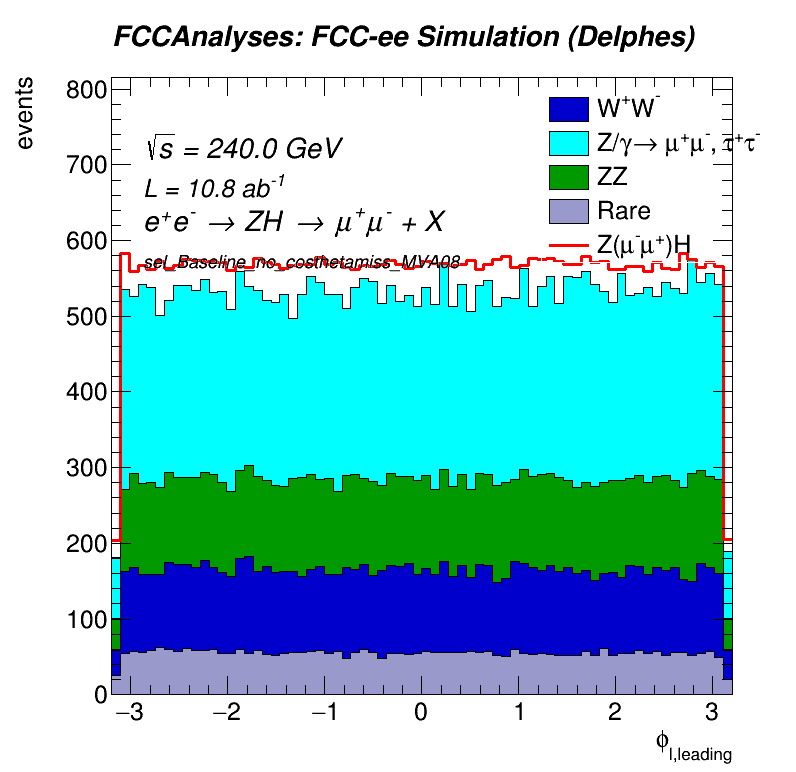 FCCAnalyses: FCC-ee Simulation (Delphes)
events
800
700
600
500
400
300
200
100
0
√s = 240.0 GeV
L = 10.8 ab⁻¹
e⁺e⁻ → ZH → μ⁺μ⁻ + X
sel_Baseline_no_costhetamiss_MVA08
W⁺W⁻
Z/γ→ μ⁺μ⁻, τ⁺τ⁻
ZZ
Rare
Z(μ⁻μ⁺)H
−3 −2 −1 0 1 2 3
ϕ_l,leading